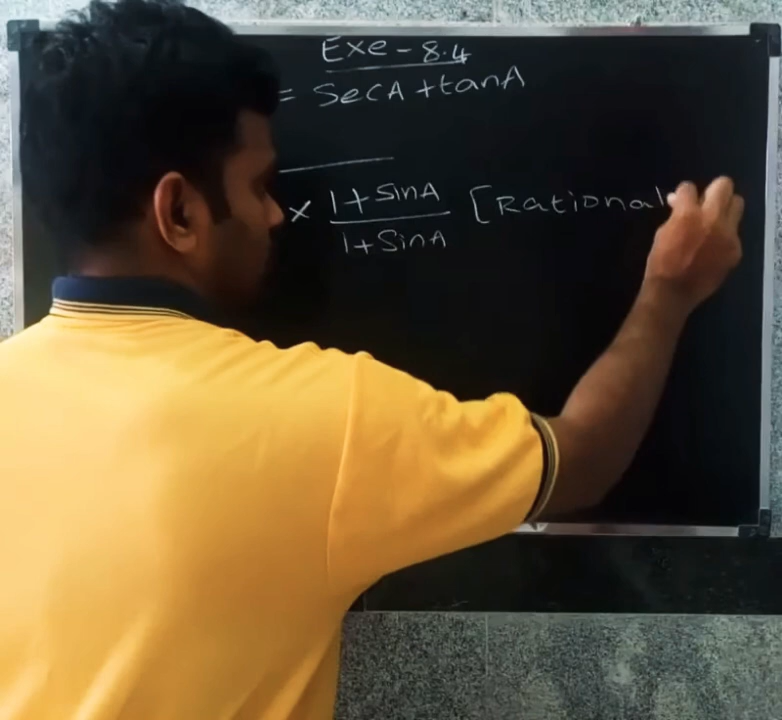 Exe - 8.4
= SecA + tanA
× 1 + SinA / 1 + SinA [Rational